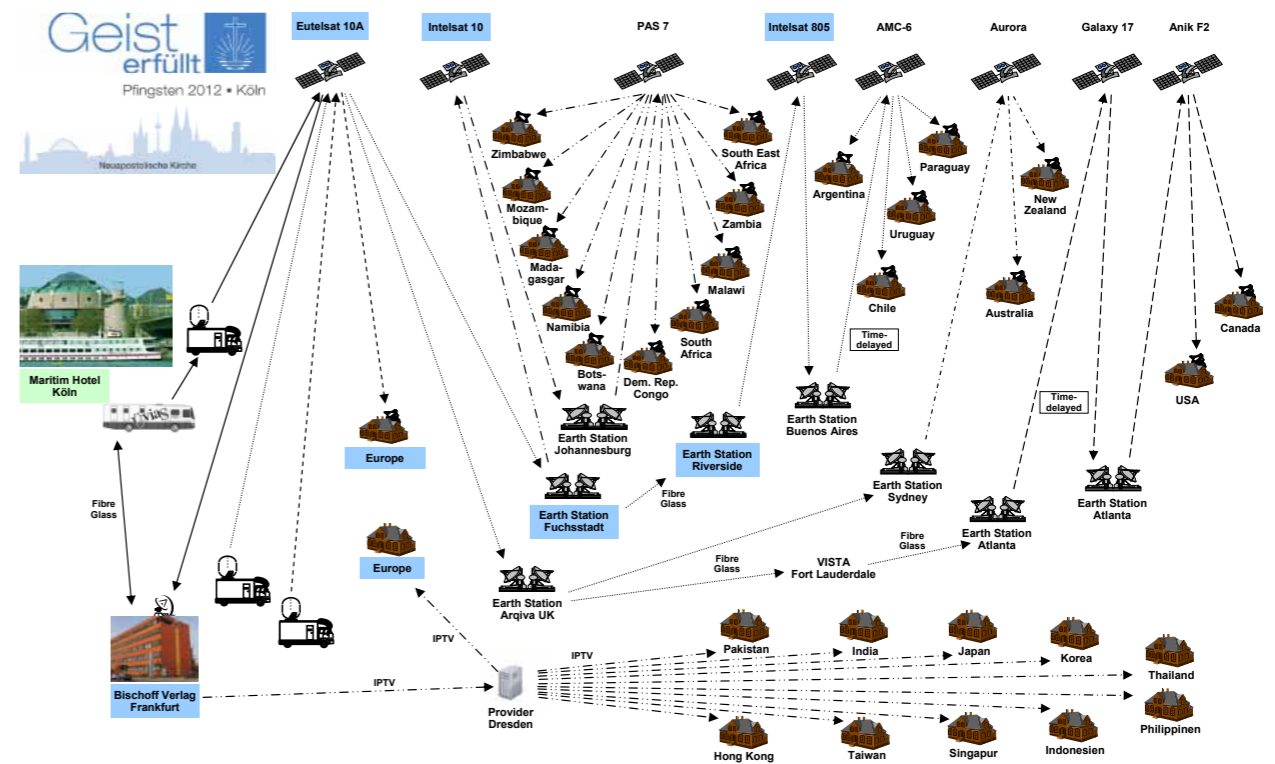 Geist
erfüllt
Pfingsten 2012 • Köln
Neuapostolische Kirche
Eutelsat 10A
Intelsat 10
PAS 7
Intelsat 805
AMC-6
Aurora
Galaxy 17
Anik F2
Zimbabwe
South East
Africa
Mozam-
bique
Zambia
Mada-
gasgar
Malawi
Namibia
South
Africa
Bots-
wana
Dem. Rep.
Congo
Argentina
Paraguay
Uruguay
Chile
Time-
delayed
New
Zealand
Australia
Time-
delayed
Canada
USA
Maritim Hotel
Köln
Fibre
Glass
Europe
Europe
Earth Station
Johannesburg
Earth Station
Riverside
Earth Station
Buenos Aires
Earth Station
Fuchsstadt
Fibre
Glass
Earth Station
Sydney
Earth Station
Atlanta
Earth Station
Atlanta
Earth Station
Arqiva UK
Fibre
Glass
VISTA
Fort Lauderdale
Fibre
Glass
Bischoff Verlag
Frankfurt
IPTV
IPTV
Provider
Dresden
IPTV
Pakistan
India
Japan
Korea
Thailand
Hong Kong
Taiwan
Singapur
Indonesien
Philippinen